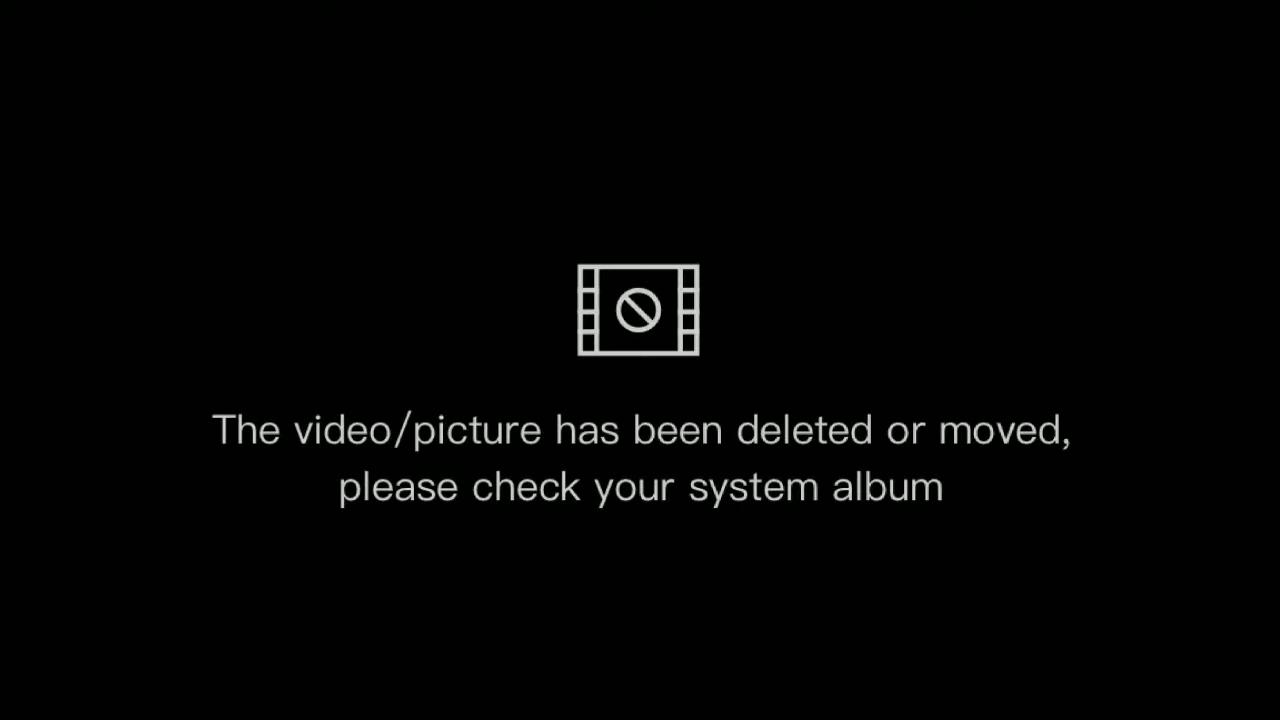 The video/picture has been deleted or moved,
please check your system album